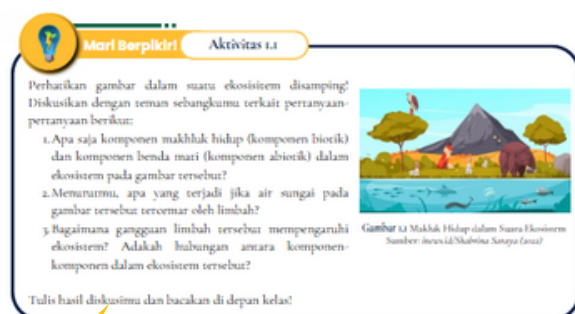 Mari Berpikir!
Aktivitas 1.1
Perhatikan gambar dalam suatu ekosistem disamping!
Diskusikan dengan teman sebangkumu terkait pertanyaan-
pertanyaan berikut:
1. Apa saja komponen makhluk hidup (komponen biotik)
dan komponen benda mati (komponen abiotik) dalam
ekosistem pada gambar tersebut?
2. Menurutmu, apa yang terjadi jika air sungai pada
gambar tersebut tercemar oleh limbah?
3. Bagaimana gangguan limbah tersebut mempengaruhi
ekosistem? Adakah hubungan antara komponen-
komponen dalam ekosistem tersebut?
Tulis hasil diskusimu dan bacakan di depan kelas!
Gambar 1.1 Makluk Hidup dalam Suatu Ekosistem
Sumber: inews.id/Shabrina Saraya (2022)